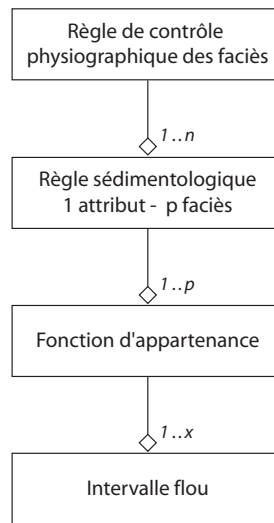 Règle de contrôle
physiographique des faciès
1..n
Règle sédimentologique
1 attribut - p faciès
1..p
Fonction d'appartenance
1..x
Intervalle flou